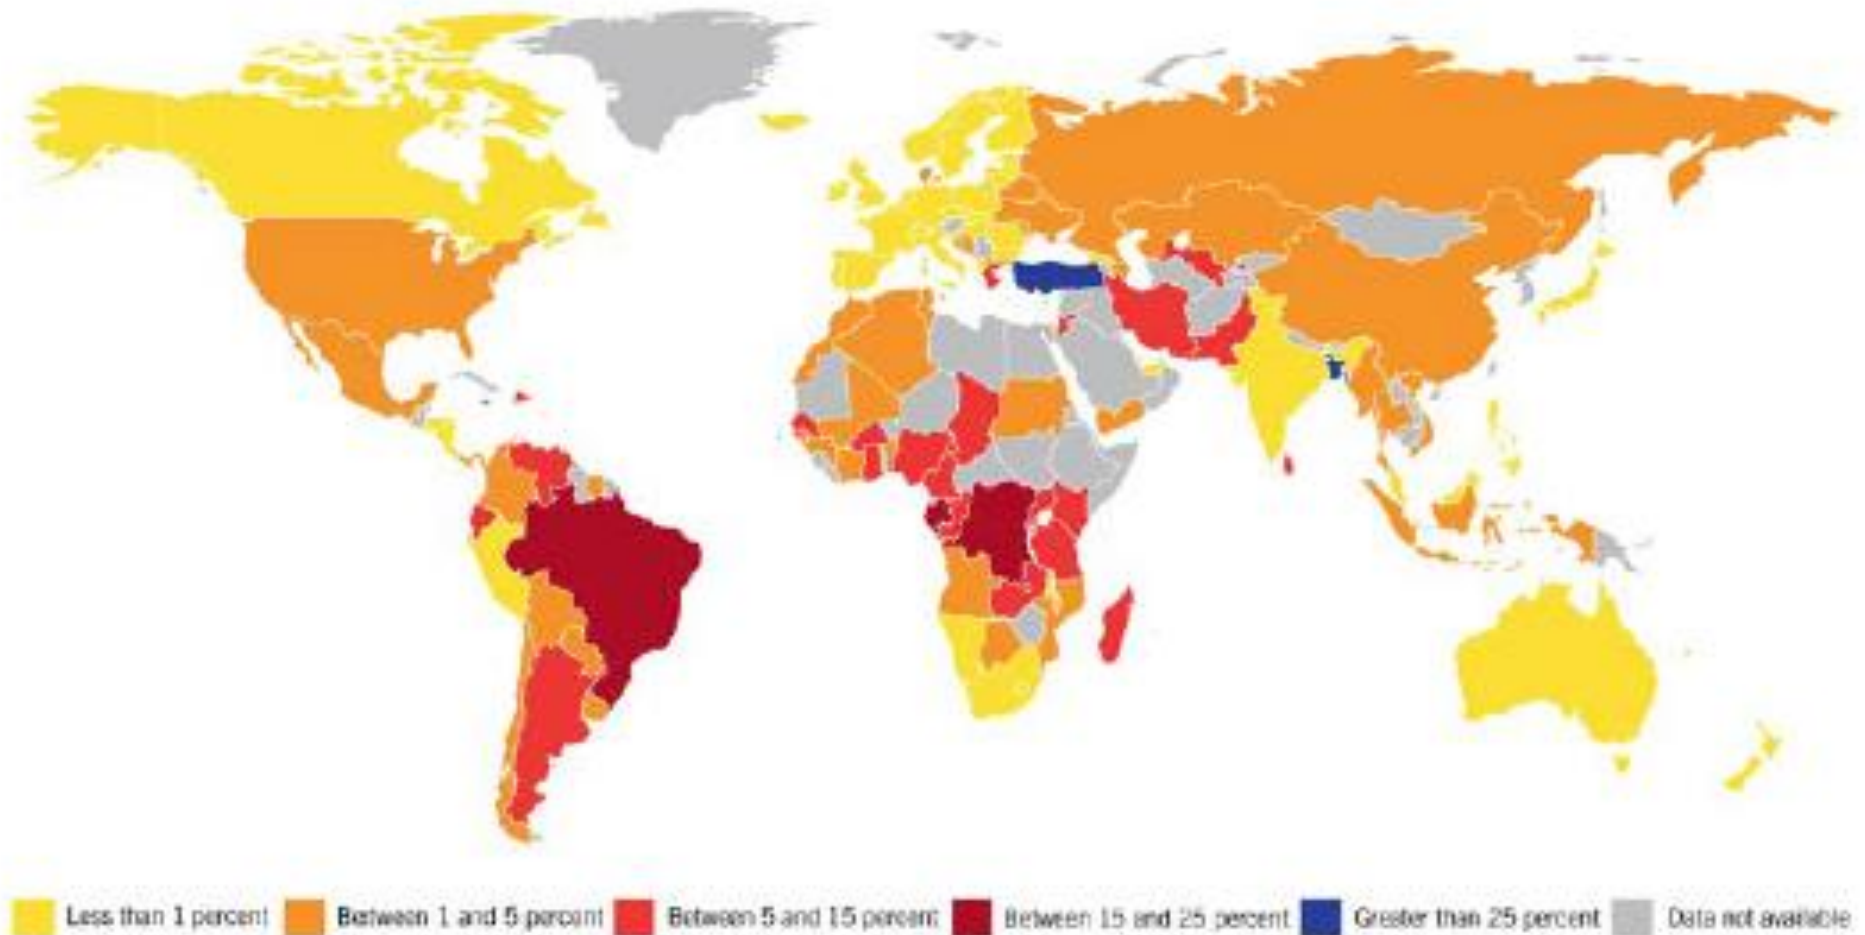 Less than 1 percent Between 1 and 5 percent Between 5 and 15 percent Between 15 and 25 percent Greater than 25 percent Data not available